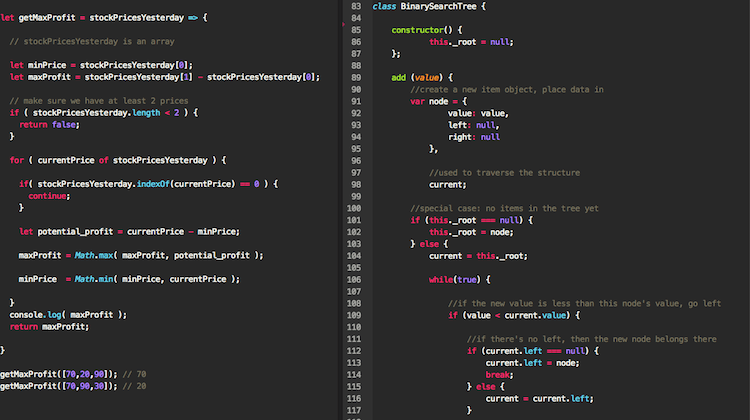 let getMaxProfit = stockPricesYesterday => {
// stockPricesYesterday is an array
let minPrice = stockPricesYesterday[0];
let maxProfit = stockPricesYesterday[1] - stockPricesYesterday[0];
// make sure we have at least 2 prices
if ( stockPricesYesterday.length < 2 ) {
return false;
}
for ( currentPrice of stockPricesYesterday ) {
if( stockPricesYesterday.indexOf(currentPrice) == 0 ) {
continue;
}
let potential_profit = currentPrice - minPrice;
maxProfit = Math.max( maxProfit, potential_profit );
minPrice = Math.min( minPrice, currentPrice );
}
console.log( maxProfit );
return maxProfit;
}
getMaxProfit([70,20,90]); // 70
getMaxProfit([70,90,30]); // 20
83 class BinarySearchTree {
84
85 constructor() {
86 this._root = null;
87 };
88
89 add (value) {
90 //create a new item object, place data in
91 var node = {
92 value: value,
93 left: null,
94 right: null
95 },
96
97 //used to traverse the structure
98 current;
99
100 //special case: no items in the tree yet
101 if (this._root === null) {
102 this._root = node;
103 } else {
104 current = this._root;
105
106 while(true) {
107
108 //if the new value is less than this node's value, go left
109 if (value < current.value) {
110
111 //if there's no left, then the new node belongs there
112 if (current.left === null) {
113 current.left = node;
114 break;
115 } else {
116 current = current.left;
117 }